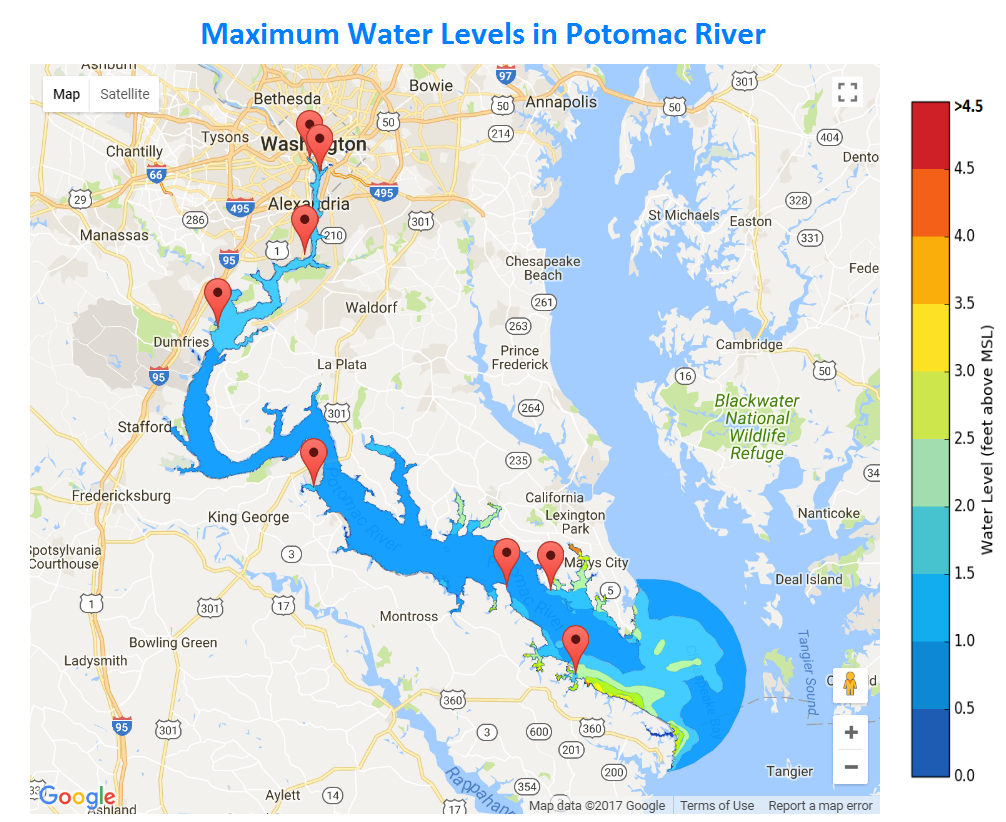 Maximum Water Levels in Potomac River
Map
Satellite
Ashburn
Bethesda
97
Bowie
50
50
Annapolis
50
301
Tysons
Washington
214
404
Chantilly
66
Dento
29
495
495
328
286
Alexandria
301
St Michaels
Easton
Manassas
210
331
1
95
Chesapeake
Beach
Fede
261
Waldorf
263
Dumfries
Prince
Frederick
Cambridge
La Plata
50
95
16
301
264
Blackwater
National
Wildlife
Refuge
Stafford
235
34
Fredericksburg
California
Potomac River
Lexington
Park
Nanticoke
King George
3
Spotsylvania
Courthouse
Marys City
Deal Island
5
1
301
17
Montross
Bowling Green
Ladysmith
Tangier Sound
360
95
301
3
600
360
201
200
Tangier
354
Aylett
14
Rappahann
17
Ashland
Google
Map data ©2017 Google
Terms of Use
Report a map error
>4.5
4.5
4.0
3.5
3.0
2.5
2.0
1.5
1.0
0.5
0.0
Water Level (feet above MSL)